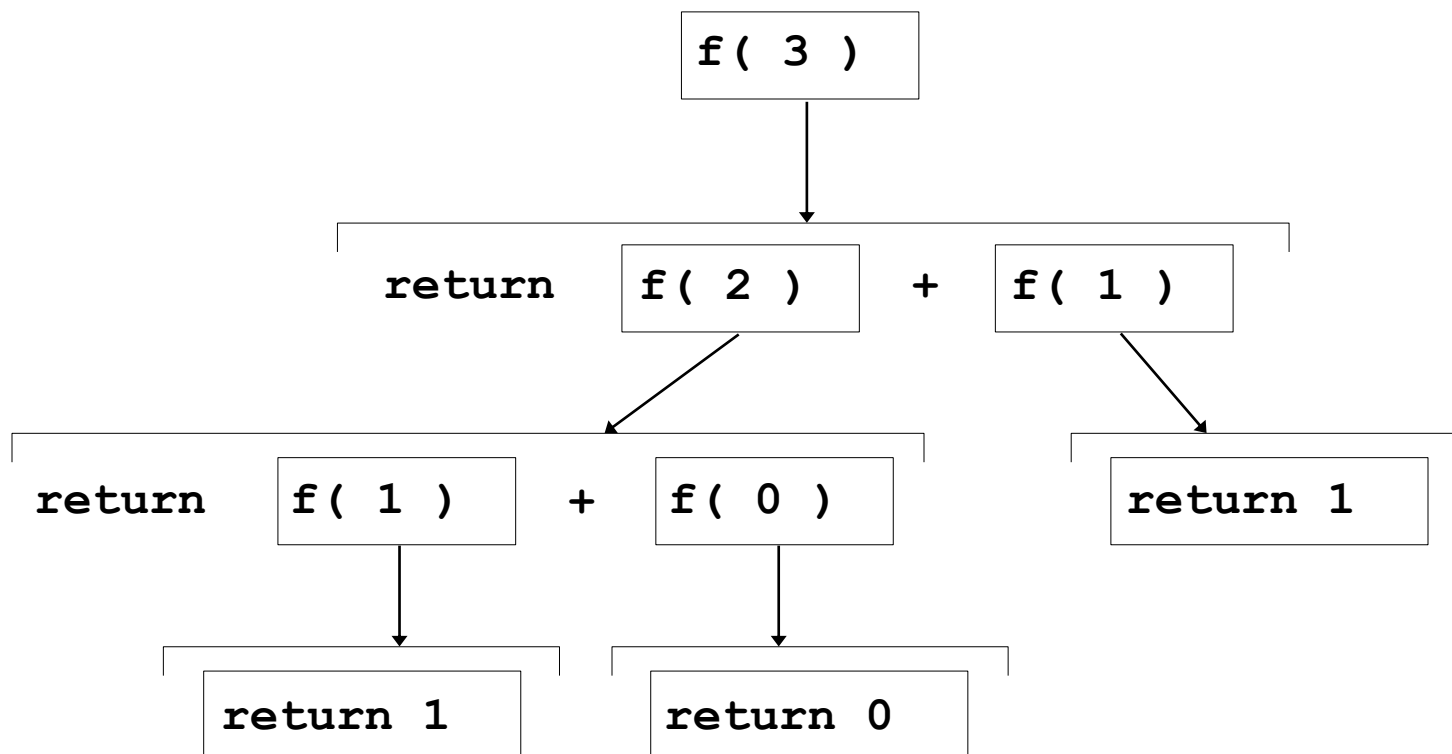 f( 3 )
return f( 2 ) + f( 1 )
return f( 1 ) + f( 0 ) return 1
return 1 return 0